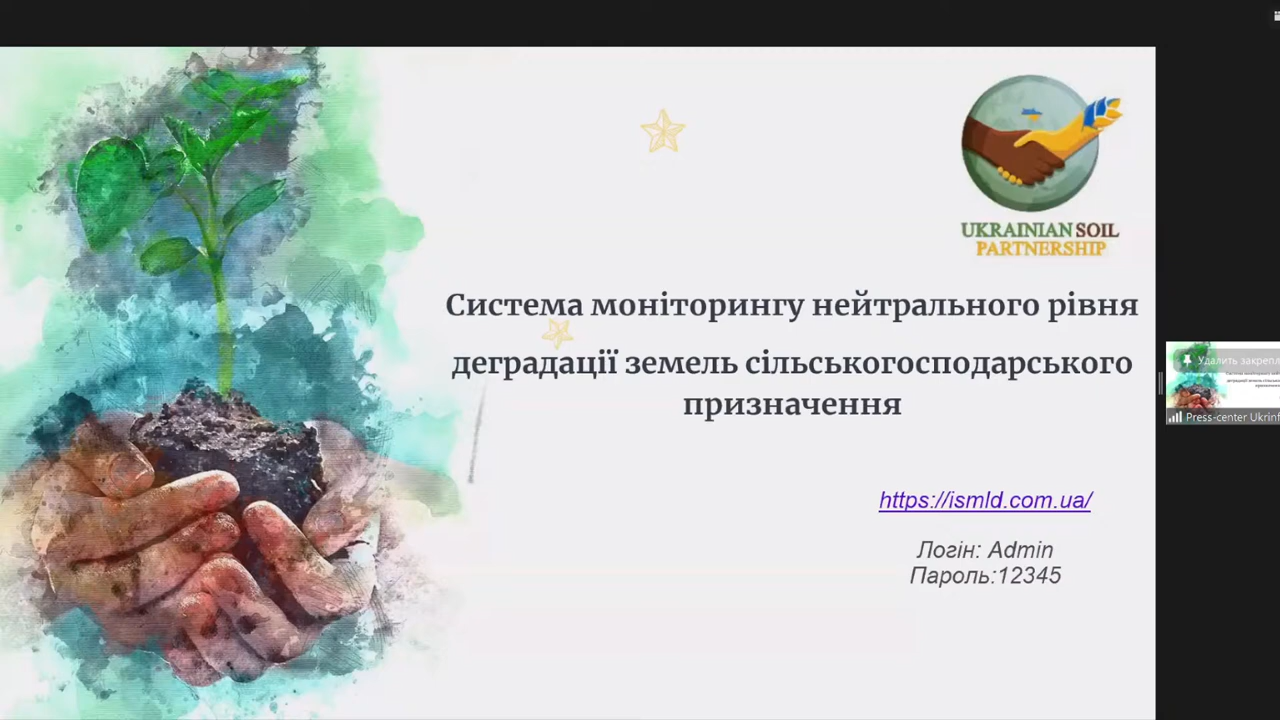 UKRAINIAN SOIL
PARTNERSHIP
Система моніторингу нейтрального рівня
деградації земель сільськогосподарського
призначення
https://ismld.com.ua/
Логін: Admin
Пароль:12345
Удалить
Press-center